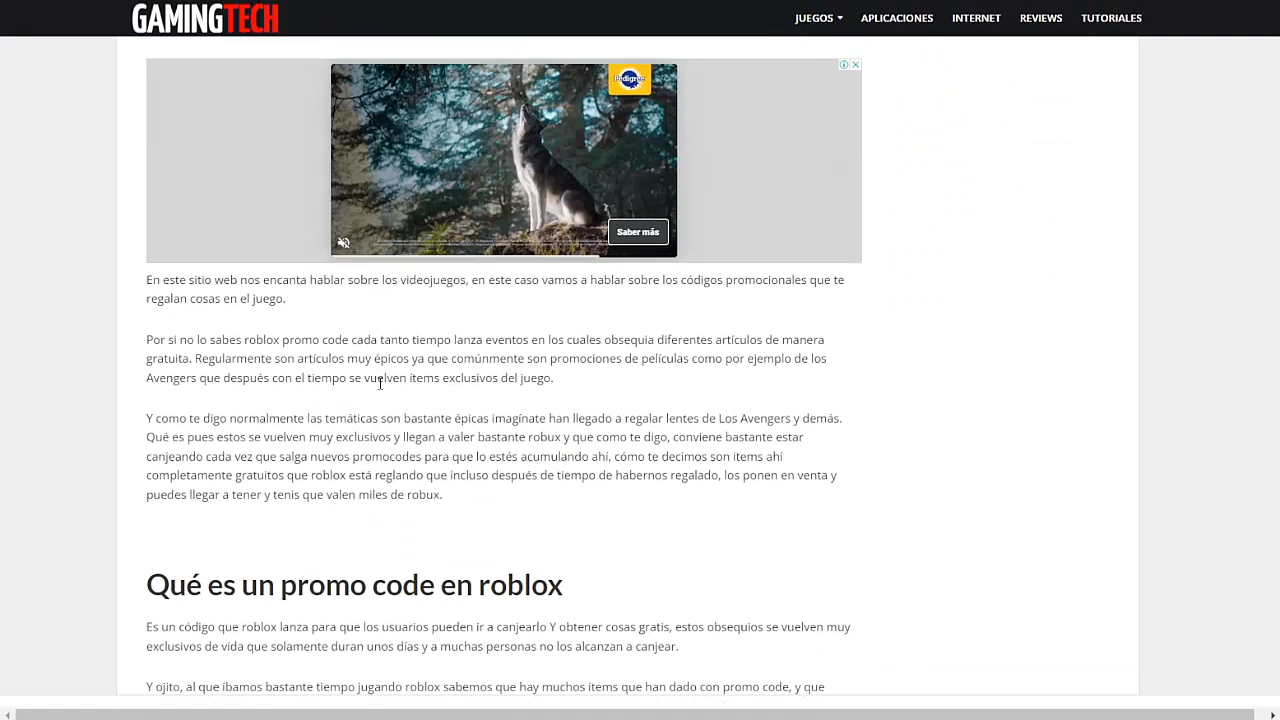 GAMINGTECH
JUEGOS APLICACIONES INTERNET REVIEWS TUTORIALES
Pedigree
Saber más
En este sitio web nos encanta hablar sobre los videojuegos, en este caso vamos a hablar sobre los códigos promocionales que te
regalan cosas en el juego.
Por si no lo sabes roblox promo code cada tanto tiempo lanza eventos en los cuales obsequia diferentes artículos de manera
gratuita. Regularmente son artículos muy épicos ya que comúnmente son promociones de películas como por ejemplo de los
Avengers que después con el tiempo se vuelven ítems exclusivos del juego.
Y como te digo normalmente las temáticas son bastante épicas imagínate han llegado a regalar lentes de Los Avengers y demás.
Qué es pues estos se vuelven muy exclusivos y llegan a valer bastante robux y que como te digo, conviene bastante estar
canjeando cada vez que salga nuevos promocodes para que lo estés acumulando ahí, cómo te decimos son items ahí
completamente gratuitos que roblox está reglando que incluso después de tiempo de habernos regalado, los ponen en venta y
puedes llegar a tener y tenis que valen miles de robux.
Qué es un promo code en roblox
Es un código que roblox lanza para que los usuarios pueden ir a canjearlo Y obtener cosas gratis, estos obsequios se vuelven muy
exclusivos de vida que solamente duran unos días y a muchas personas no los alcanzan a canjear.
Y ojito, al que íbamos bastante tiempo jugando roblox sabemos que hay muchos ítems que han dado con promo code, y que